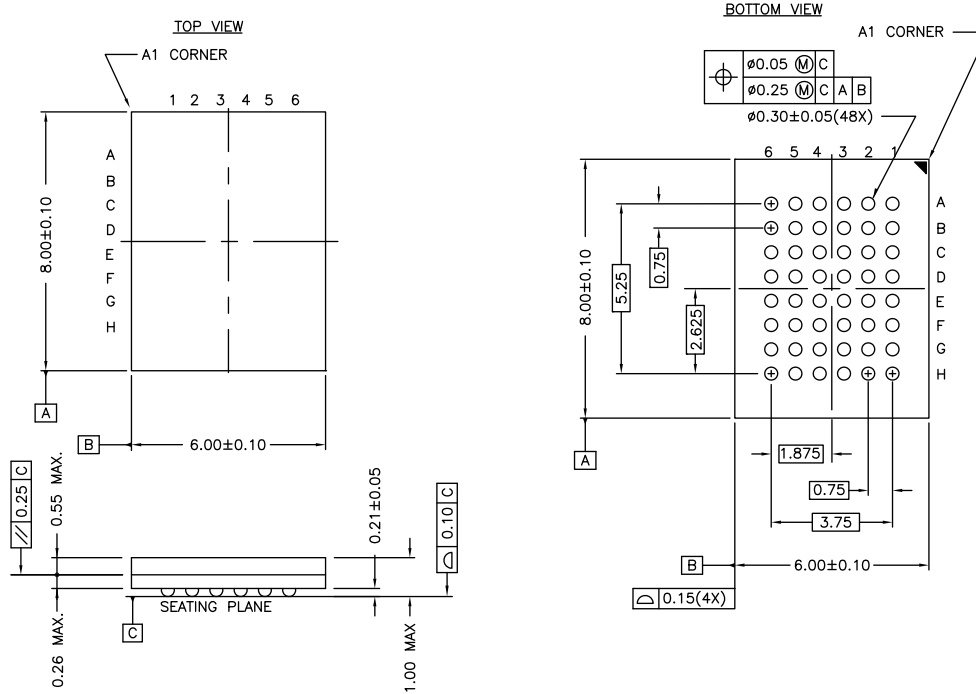 TOP VIEW
A1 CORNER
1 2 3 4 5 6
A
B
C
D
E
F
G
H
8.00±0.10
A
B
6.00±0.10
// 0.25 C
0.55 MAX.
0.21±0.05
⌓ 0.10 C
SEATING PLANE
C
0.26 MAX.
1.00 MAX
BOTTOM VIEW
A1 CORNER
⌖ ø0.05 Ⓜ C
ø0.25 Ⓜ C A B
ø0.30±0.05(48X)
6 5 4 3 2 1
A
B
C
D
E
F
G
H
8.00±0.10
5.25
0.75
2.625
A
1.875
0.75
3.75
B
6.00±0.10
⌓ 0.15(4X)